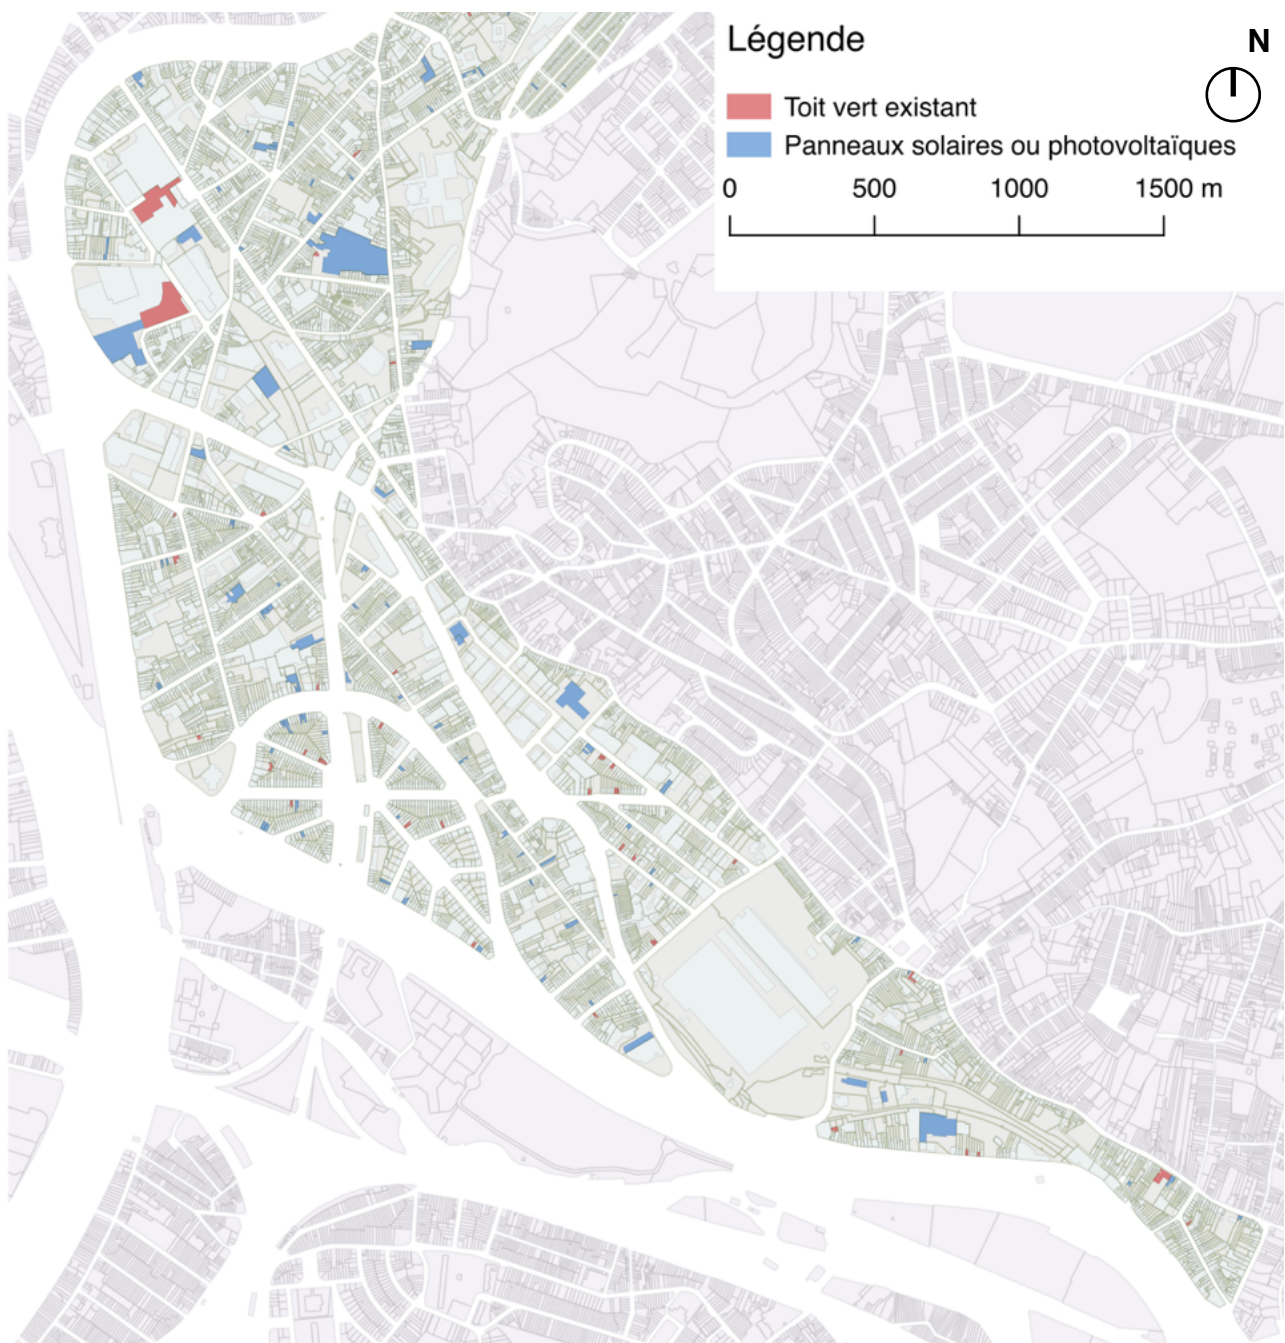 Légende
N
Toit vert existant
Panneaux solaires ou photovoltaïques
0 500 1000 1500 m